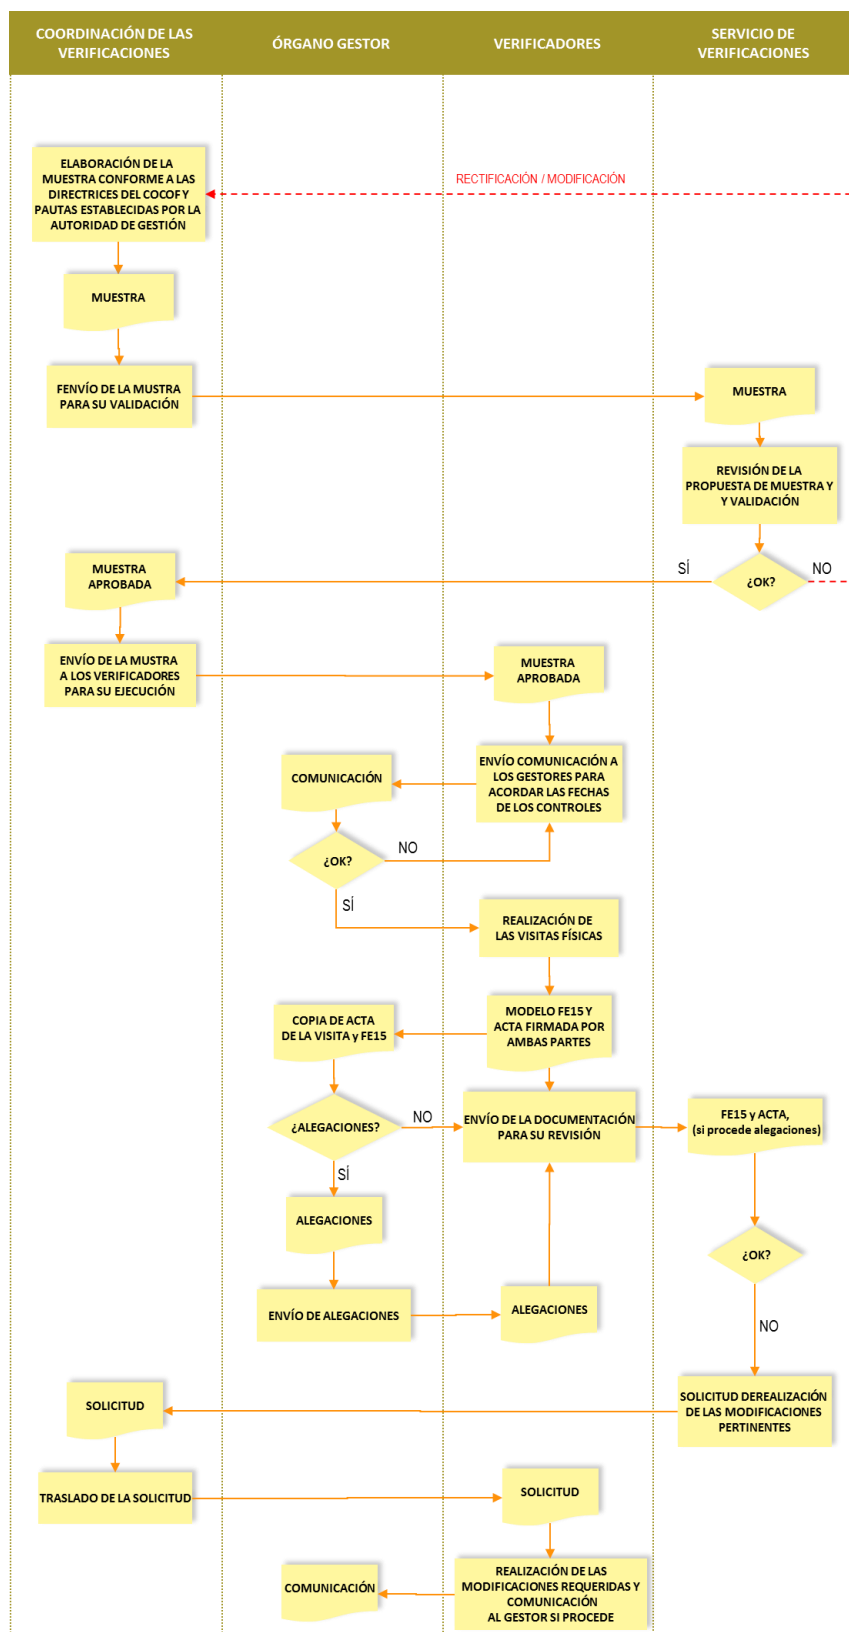 COORDINACIÓN DE LAS
VERIFICACIONES
ÓRGANO GESTOR
VERIFICADORES
SERVICIO DE
VERIFICACIONES
ELABORACIÓN DE LA
MUESTRA CONFORME A LAS
DIRECTRICES DEL COCOF Y
PAUTAS ESTABLECIDAS POR LA
AUTORIDAD DE GESTIÓN
RECTIFICACIÓN / MODIFICACIÓN
MUESTRA
FENVÍO DE LA MUSTRA
PARA SU VALIDACIÓN
MUESTRA
REVISIÓN DE LA
PROPUESTA DE MUESTRA Y
Y VALIDACIÓN
¿OK?
SÍ
NO
MUESTRA
APROBADA
ENVÍO DE LA MUSTRA
A LOS VERIFICADORES
PARA SU EJECUCIÓN
MUESTRA
APROBADA
ENVÍO COMUNICACIÓN A
LOS GESTORES PARA
ACORDAR LAS FECHAS
DE LOS CONTROLES
COMUNICACIÓN
¿OK?
NO
SÍ
REALIZACIÓN DE
LAS VISITAS FÍSICAS
MODELO FE15 Y
ACTA FIRMADA POR
AMBAS PARTES
COPIA DE ACTA
DE LA VISITA y FE15
¿ALEGACIONES?
NO
SÍ
ENVÍO DE LA DOCUMENTACIÓN
PARA SU REVISIÓN
FE15 y ACTA,
(si procede alegaciones)
ALEGACIONES
ENVÍO DE ALEGACIONES
ALEGACIONES
¿OK?
NO
SOLICITUD DEREALIZACIÓN
DE LAS MODIFICACIONES
PERTINENTES
SOLICITUD
TRASLADO DE LA SOLICITUD
SOLICITUD
REALIZACIÓN DE LAS
MODIFICACIONES REQUERIDAS Y
COMUNICACIÓN
AL GESTOR SI PROCEDE
COMUNICACIÓN